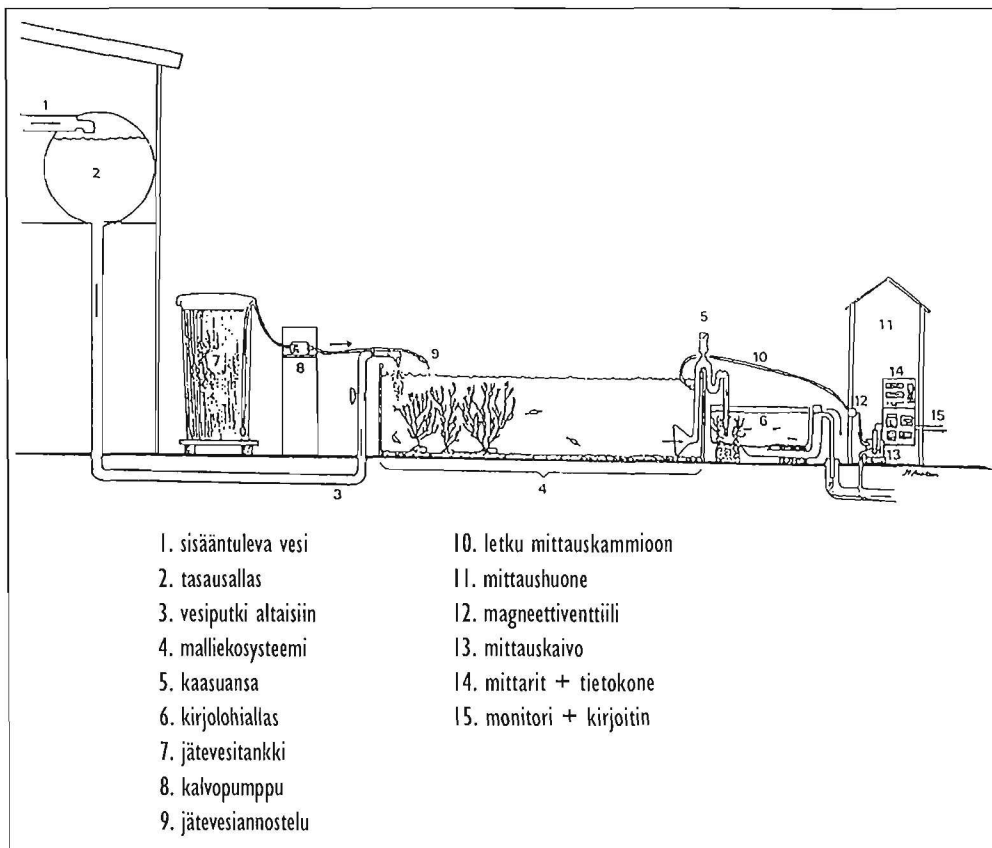 1
2
3
4
5
6
7
8
9
10
11
12
13
14
15
1. sisääntuleva vesi
2. tasausallas
3. vesiputki altaisiin
4. malliekosysteemi
5. kaasuansa
6. kirjolohiallas
7. jätevesitankki
8. kalvopumppu
9. jätevesiannostelu
10. letku mittauskammioon
11. mittaushuone
12. magneettiventtiili
13. mittauskaivo
14. mittarit + tietokone
15. monitori + kirjoitin